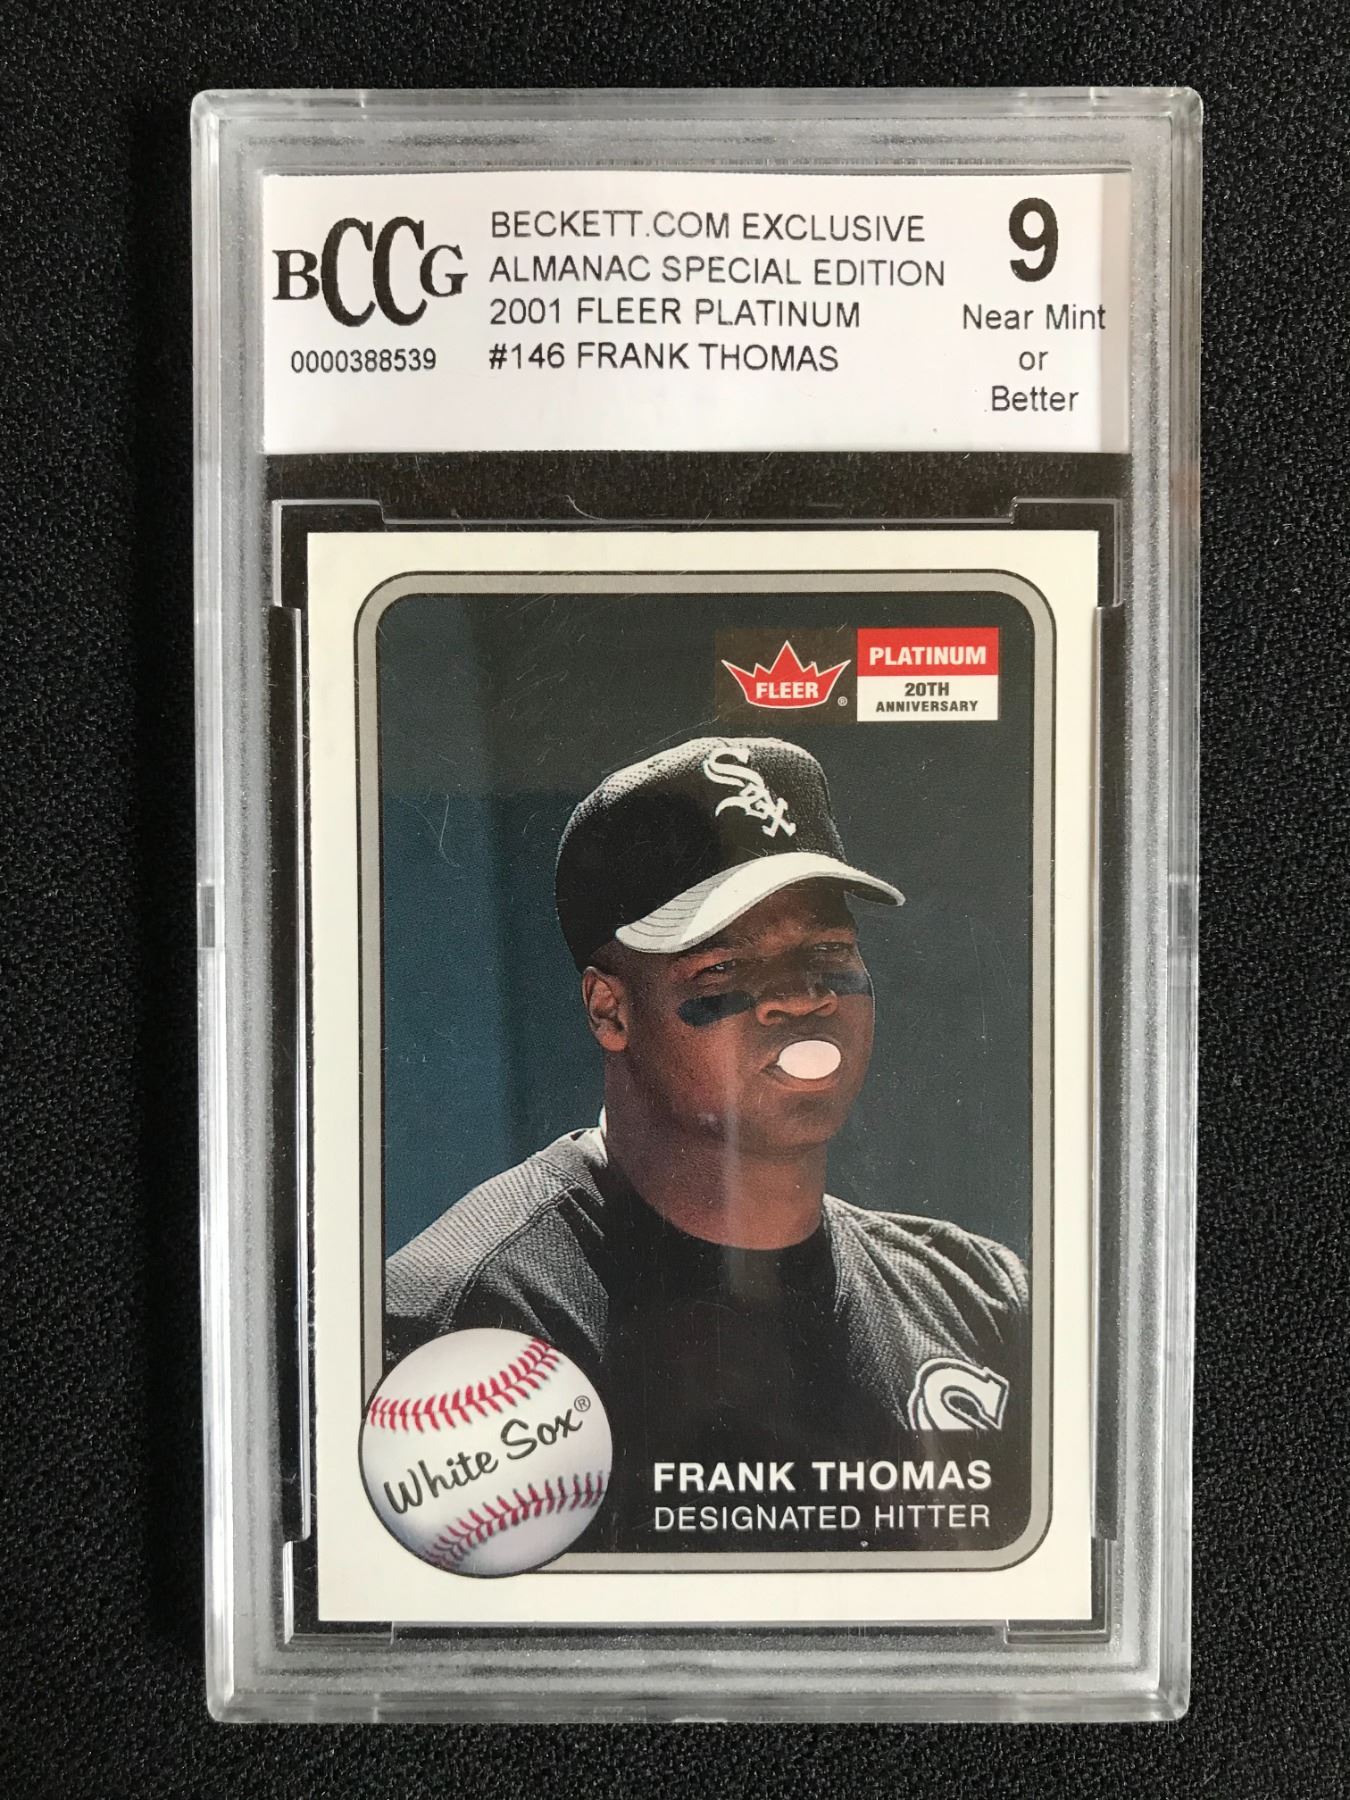 BCCG
0000388539
BECKETT.COM EXCLUSIVE
ALMANAC SPECIAL EDITION
2001 FLEER PLATINUM
#146 FRANK THOMAS
9
Near Mint
or
Better
FLEER®
PLATINUM
20TH
ANNIVERSARY
Sox
White Sox®
FRANK THOMAS
DESIGNATED HITTER